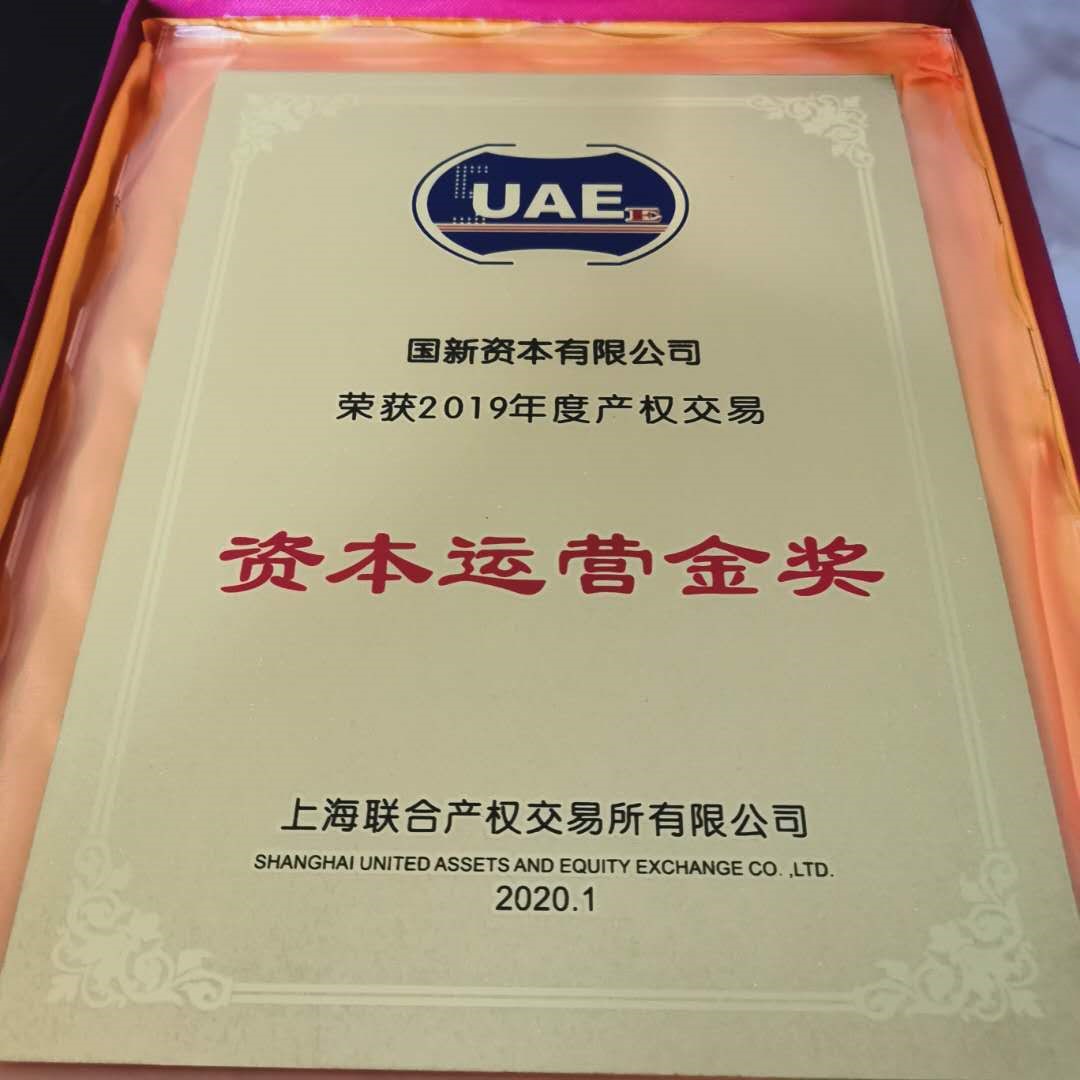 SUAEE
国新资本有限公司
荣获2019年度产权交易
资本运营金奖
上海联合产权交易所有限公司
SHANGHAI UNITED ASSETS AND EQUITY EXCHANGE CO. ,LTD.
2020.1